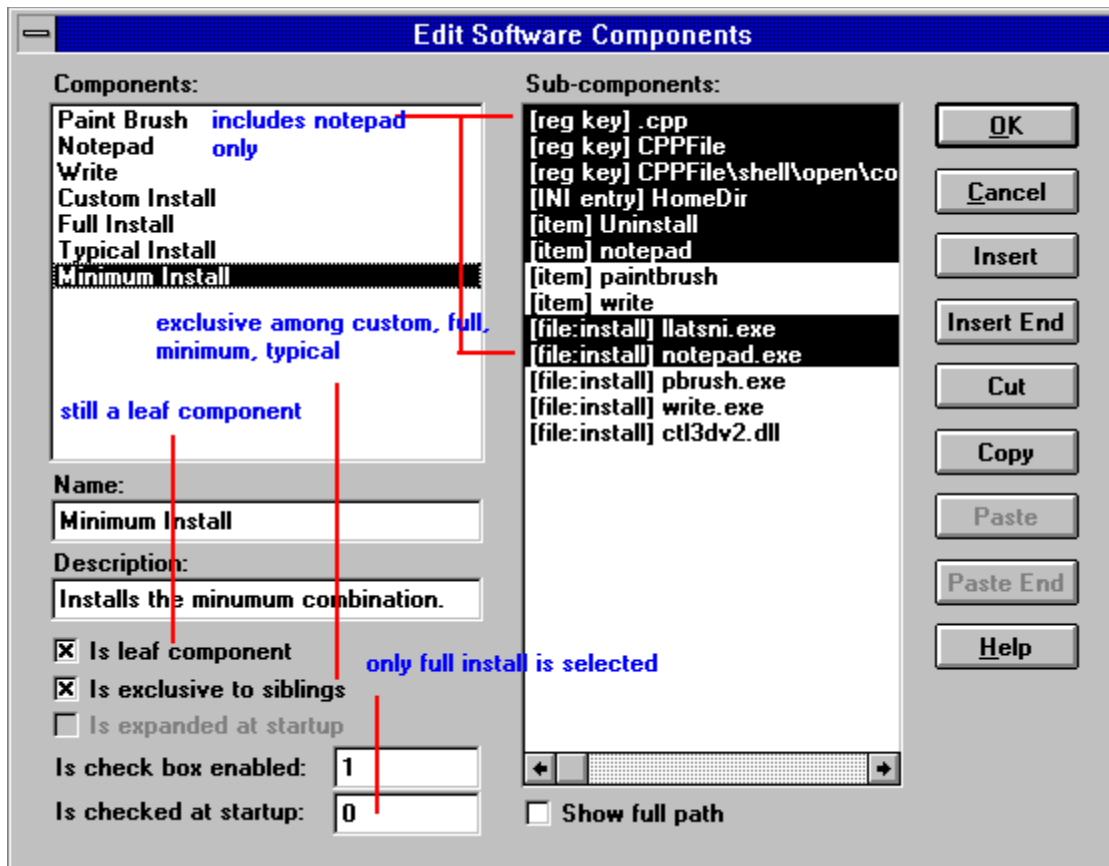 Edit Software Components
Components:
Paint Brush includes notepad
Notepad only
Write
Custom Install
Full Install
Typical Install
Minimum Install
exclusive among custom, full,
minimum, typical
still a leaf component
Name:
Minimum Install
Description:
Installs the minumum combination.
Is leaf component
only full install is selected
Is exclusive to siblings
Is expanded at startup
Is check box enabled: 1
Is checked at startup: 0
Sub-components:
[reg key] .cpp
[reg key] CPPFile
[reg key] CPPFile\shell\open\co
[INI entry] HomeDir
[item] Uninstall
[item] notepad
[item] paintbrush
[item] write
[file:install] llatsni.exe
[file:install] notepad.exe
[file:install] pbrush.exe
[file:install] write.exe
[file:install] ctl3dv2.dll
Show full path
OK
Cancel
Insert
Insert End
Cut
Copy
Paste
Paste End
Help